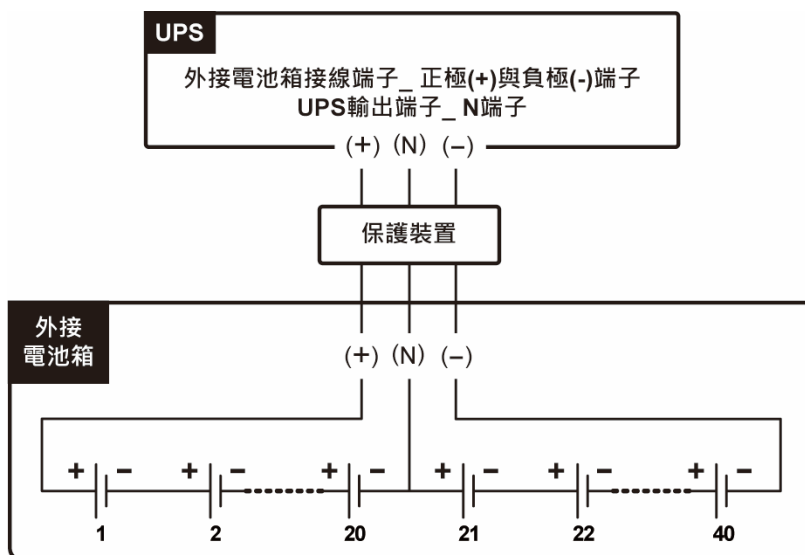 UPS
外接電池箱接線端子_ 正極(+)與負極(-)端子
UPS輸出端子_ N端子
(+) (N) (−)
保護裝置
外接
電池箱
(+) (N) (−)
+ − + − + − + − + − + −
1 2 20 21 22 40